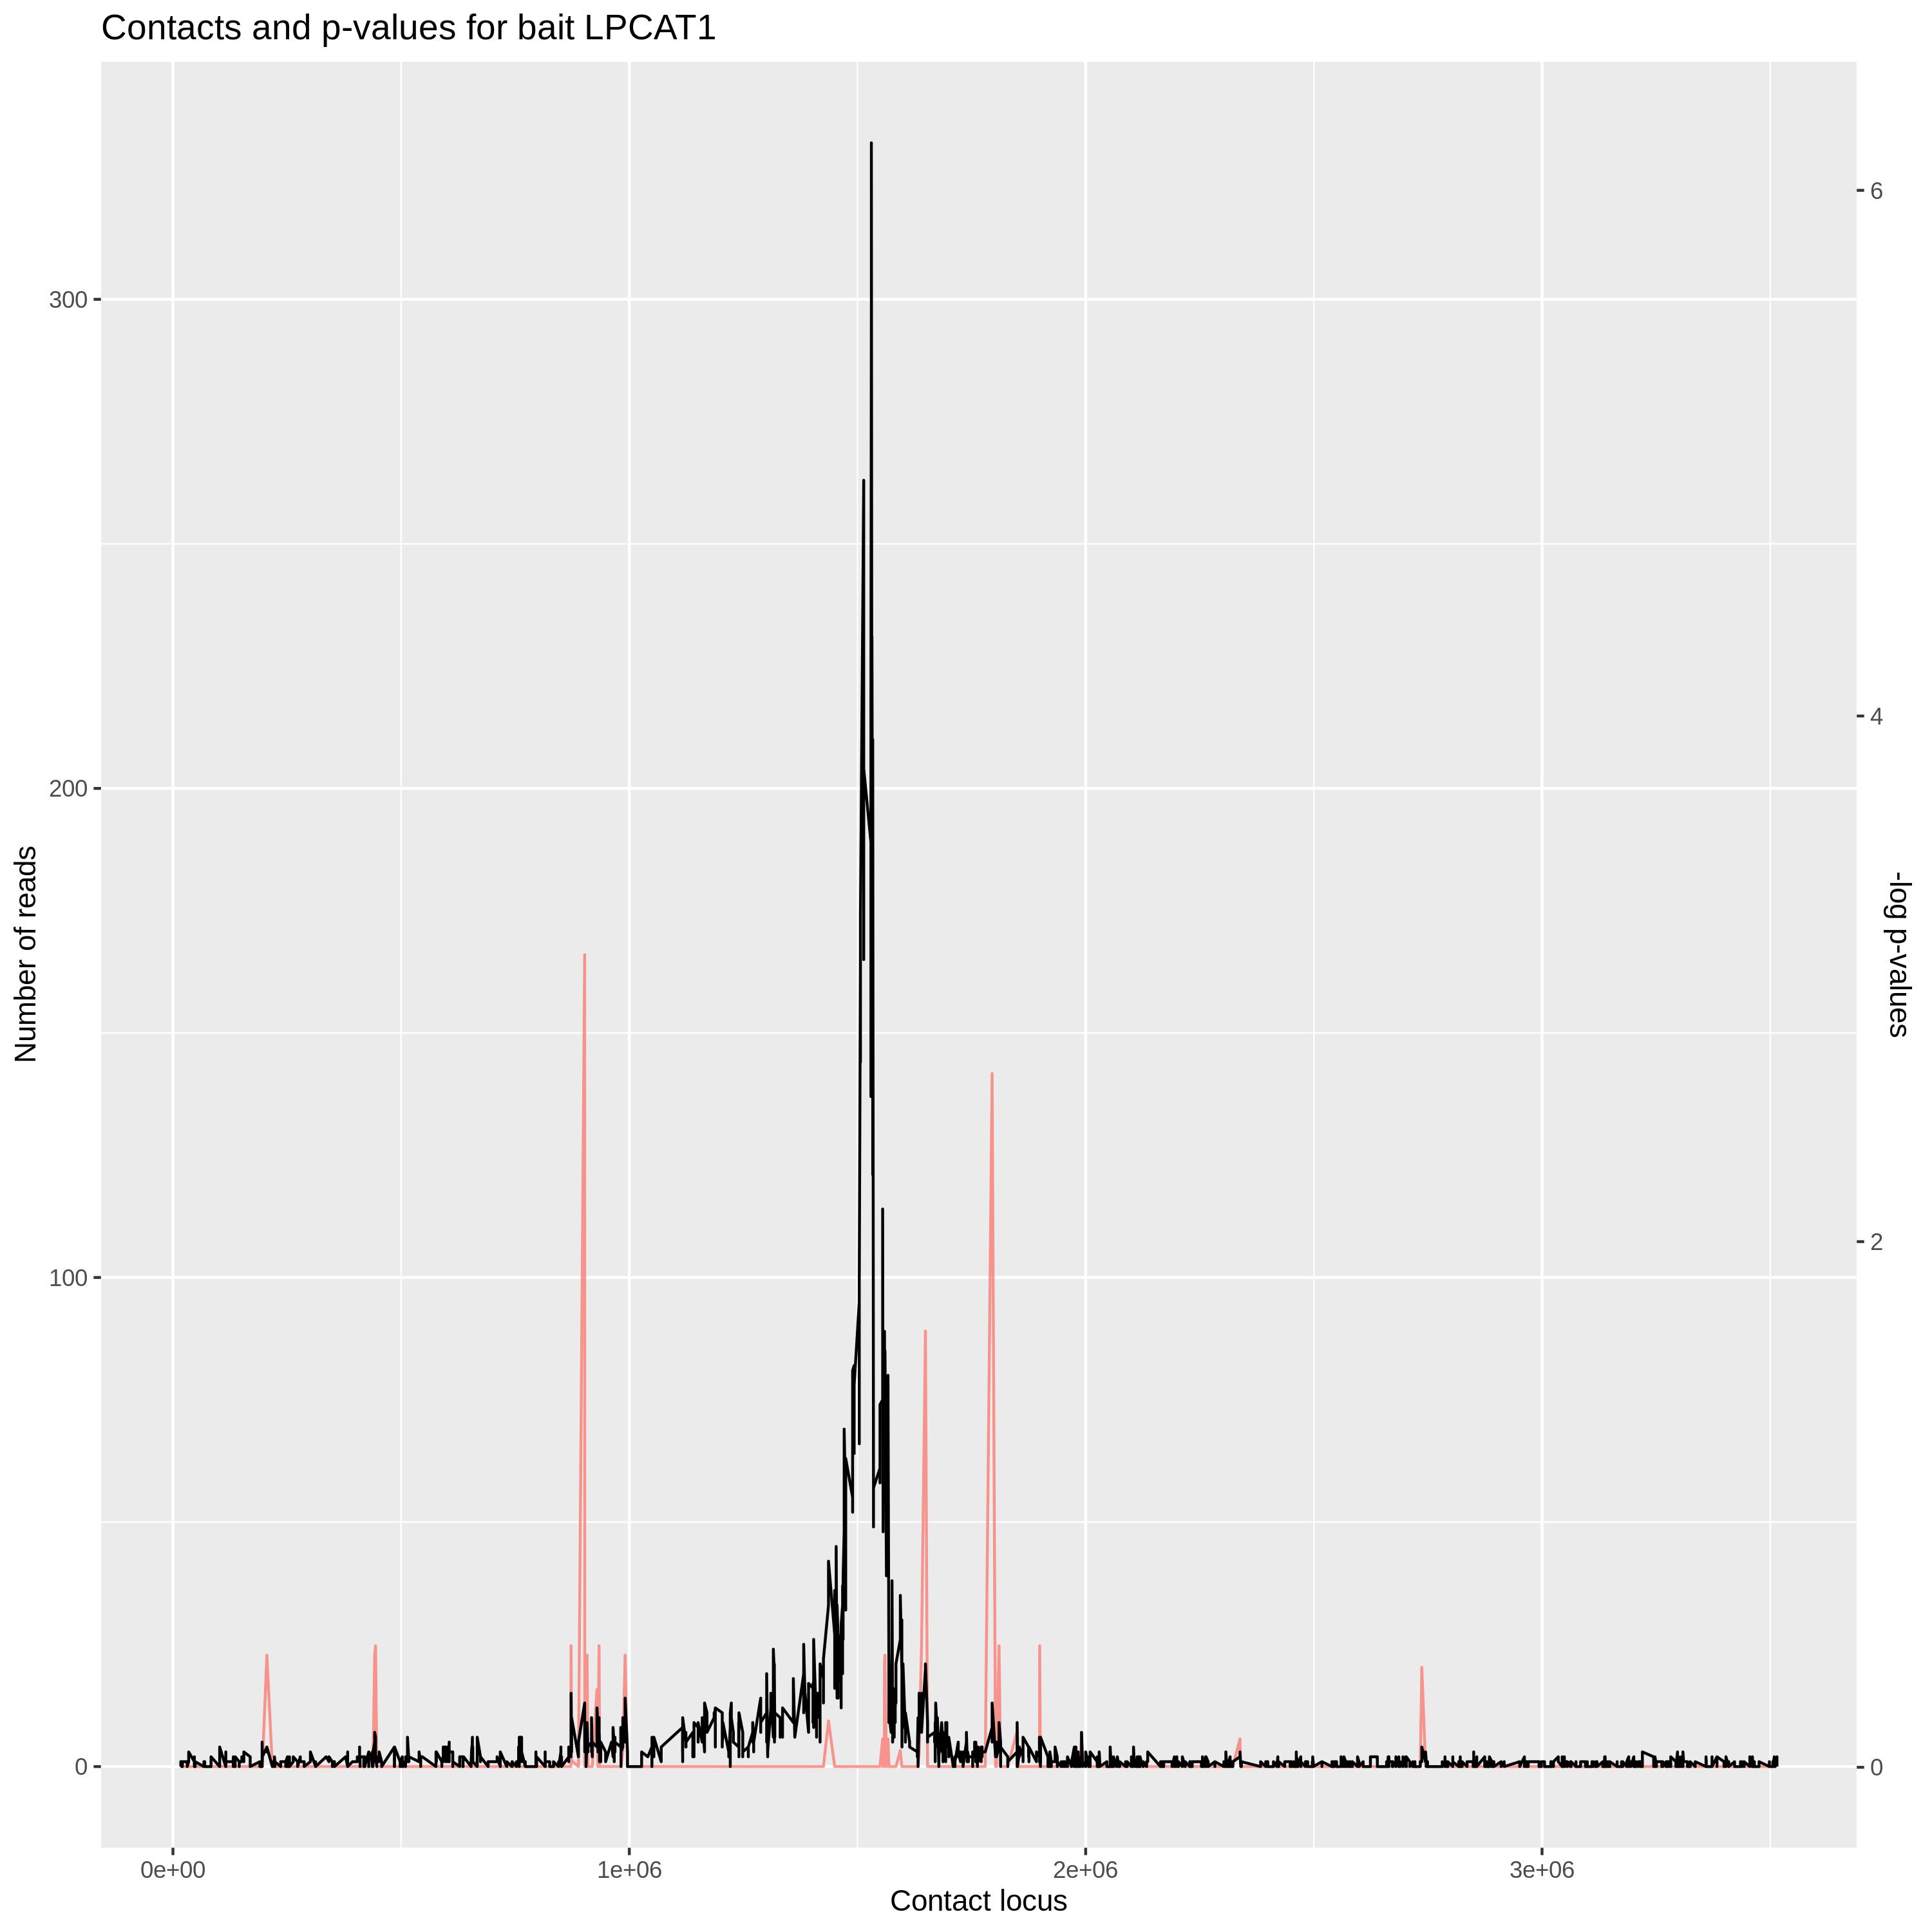 Contacts and p-values for bait LPCAT1
Number of reads
300
200
100
0
6
4
2
0
-log p-values
0e+00
1e+06
2e+06
3e+06
Contact locus